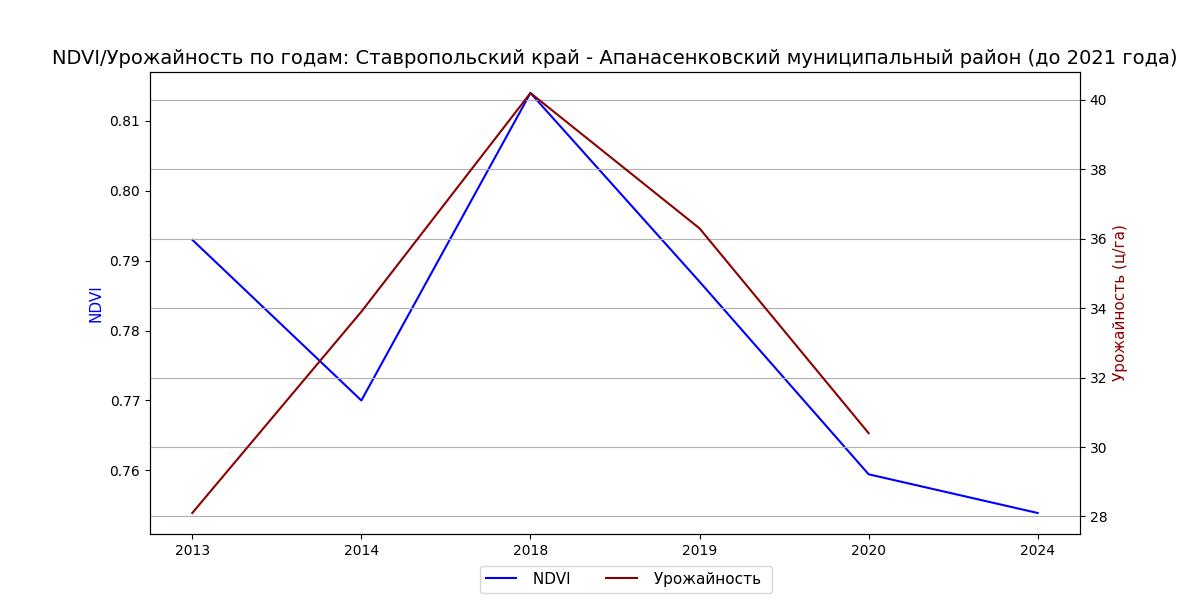 NDVI/Урожайность по годам: Ставропольский край - Апанасенковский муниципальный район (до 2021 года)
0.81
0.80
0.79
0.78
0.77
0.76
NDVI
40
38
36
34
32
30
28
Урожайность (ц/га)
2013 2014 2018 2019 2020 2024
NDVI Урожайность